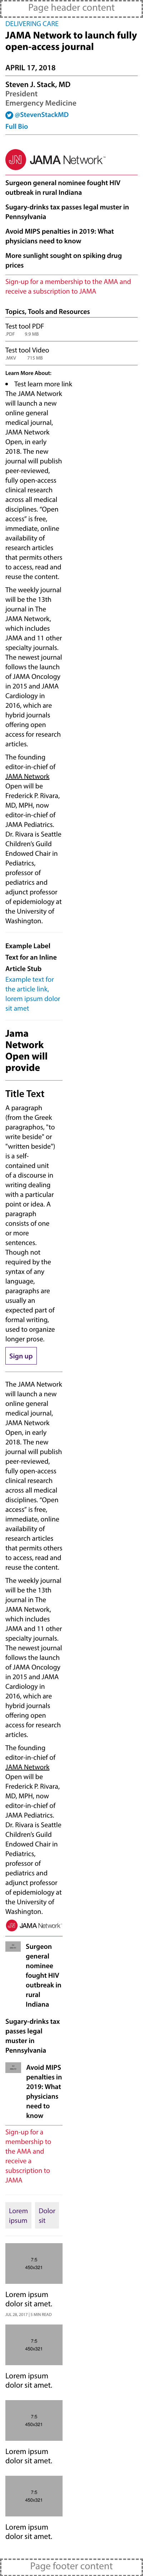 Page header content
DELIVERING CARE
JAMA Network to launch fully
open-access journal
APRIL 17, 2018
Steven J. Stack, MD
President
Emergency Medicine
@StevenStackMD
Full Bio
JN JAMA Network
Surgeon general nominee fought HIV
outbreak in rural Indiana
Sugary-drinks tax passes legal muster in
Pennsylvania
Avoid MIPS penalties in 2019: What
physicians need to know
More sunlight sought on spiking drug
prices
Sign-up for a membership to the AMA and
receive a subscription to JAMA
Topics, Tools and Resources
Test tool PDF
.PDF 9.9 MB
Test tool Video
.MKV 715 MB
Learn More About:
• Test learn more link
The JAMA Network
will launch a new
online general
medical journal,
JAMA Network
Open, in early
2018. The new
journal will publish
peer-reviewed,
fully open-access
clinical research
across all medical
disciplines. "Open
access" is free,
immediate, online
availability of
research articles
that permits others
to access, read and
reuse the content.
The weekly journal
will be the 13th
journal in The
JAMA Network,
which includes
JAMA and 11 other
specialty journals.
The newest journal
follows the launch
of JAMA Oncology
in 2015 and JAMA
Cardiology in
2016, which are
hybrid journals
offering open
access for research
articles.
The founding
editor-in-chief of
JAMA Network
Open will be
Frederick P. Rivara,
MD, MPH, now
editor-in-chief of
JAMA Pediatrics.
Dr. Rivara is Seattle
Children's Guild
Endowed Chair in
Pediatrics,
professor of
pediatrics and
adjunct professor
of epidemiology at
the University of
Washington.
Example Label
Text for an Inline
Article Stub
Example text for
the article link,
lorem ipsum dolor
sit amet
Jama
Network
Open will
provide
Title Text
A paragraph
(from the Greek
paragraphos, "to
write beside" or
"written beside")
is a self-
contained unit
of a discourse in
writing dealing
with a particular
point or idea. A
paragraph
consists of one
or more
sentences.
Though not
required by the
syntax of any
language,
paragraphs are
usually an
expected part of
formal writing,
used to organize
longer prose.
Sign up
The JAMA Network
will launch a new
online general
medical journal,
JAMA Network
Open, in early
2018. The new
journal will publish
peer-reviewed,
fully open-access
clinical research
across all medical
disciplines. "Open
access" is free,
immediate, online
availability of
research articles
that permits others
to access, read and
reuse the content.
The weekly journal
will be the 13th
journal in The
JAMA Network,
which includes
JAMA and 11 other
specialty journals.
The newest journal
follows the launch
of JAMA Oncology
in 2015 and JAMA
Cardiology in
2016, which are
hybrid journals
offering open
access for research
articles.
The founding
editor-in-chief of
JAMA Network
Open will be
Frederick P. Rivara,
MD, MPH, now
editor-in-chief of
JAMA Pediatrics.
Dr. Rivara is Seattle
Children's Guild
Endowed Chair in
Pediatrics,
professor of
pediatrics and
adjunct professor
of epidemiology at
the University of
Washington.
JN JAMA Network
Surgeon
general
nominee
fought HIV
outbreak in
rural
Indiana
Sugary-drinks tax
passes legal
muster in
Pennsylvania
Avoid MIPS
penalties in
2019: What
physicians
need to
know
Sign-up for a
membership to
the AMA and
receive a
subscription to
JAMA
Lorem
ipsum
Dolor
sit
7:5
450x321
Lorem ipsum
dolor sit amet.
JUL 28, 2017 | 5 MIN READ
7:5
450x321
Lorem ipsum
dolor sit amet.
7:5
450x321
Lorem ipsum
dolor sit amet.
7:5
450x321
Lorem ipsum
dolor sit amet.
Page footer content